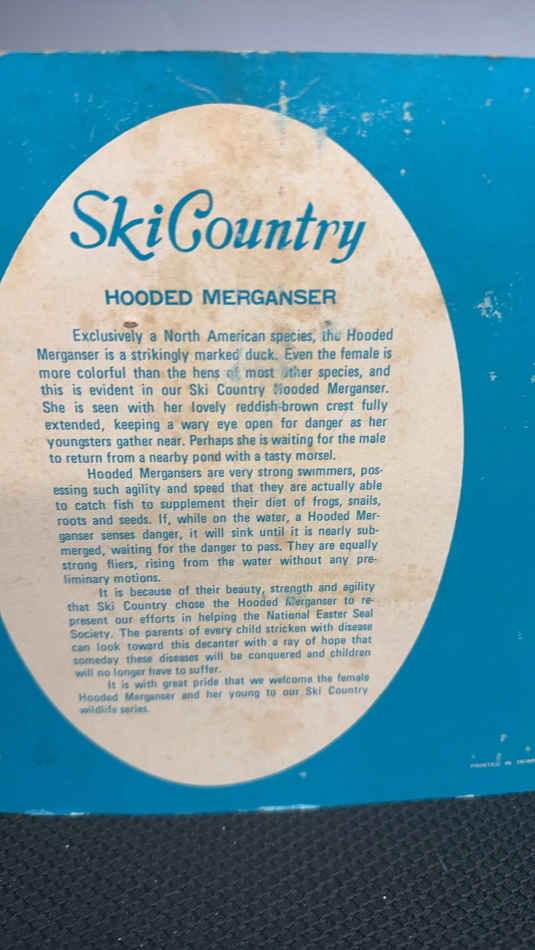 Ski Country
HOODED MERGANSER
Exclusively a North American species, the Hooded
Merganser is a strikingly marked duck. Even the female is
more colorful than the hens of most other species, and
this is evident in our Ski Country Hooded Merganser.
She is seen with her lovely reddish-brown crest fully
extended, keeping a wary eye open for danger as her
youngsters gather near. Perhaps she is waiting for the male
to return from a nearby pond with a tasty morsel.
Hooded Mergansers are very strong swimmers, pos-
essing such agility and speed that they are actually able
to catch fish to supplement their diet of frogs, snails,
roots and seeds. If, while on the water, a Hooded Mer-
ganser senses danger, it will sink until it is nearly sub-
merged, waiting for the danger to pass. They are equally
strong fliers, rising from the water without any pre-
liminary motions.
It is because of their beauty, strength and agility
that Ski Country chose the Hooded Merganser to re-
present our efforts in helping the National Easter Seal
Society. The parents of every child stricken with disease
can look toward this decanter with a ray of hope that
someday these diseases will be conquered and children
will no longer have to suffer.
It is with great pride that we welcome the female
Hooded Merganser and her young to our Ski Country
wildlife series.
PRINTED IN